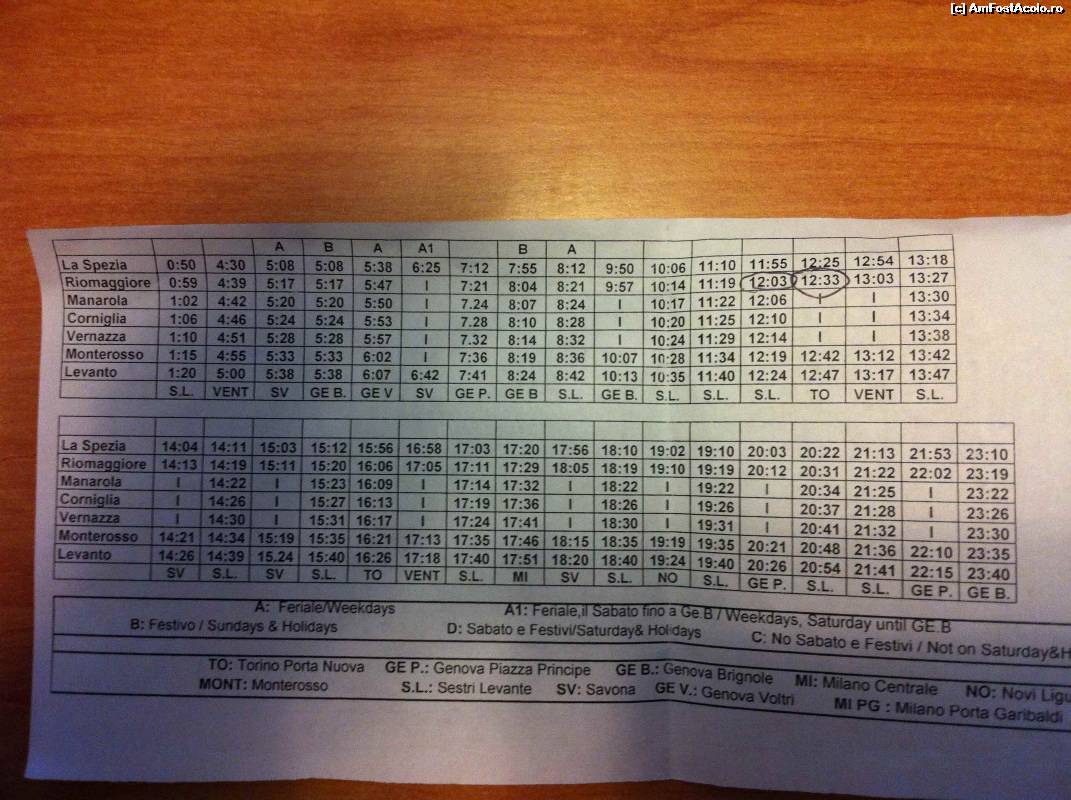 [c] AmFostAcolo.ro
A B A A1 B A
La Spezia 0:50 4:30 5:08 5:08 5:38 6:25 7:12 7:55 8:12 9:50 10:06 11:10 11:55 12:25 12:54 13:18
Riomaggiore 0:59 4:39 5:17 5:17 5:47 I 7:21 8:04 8:21 9:57 10:14 11:19 12:03 12:33 13:03 13:27
Manarola 1:02 4:42 5:20 5:20 5:50 I 7.24 8:07 8:24 I 10:17 11:22 12:06 I I 13:30
Corniglia 1:06 4:46 5:24 5:24 5:53 I 7.28 8:10 8:28 I 10:20 11:25 12:10 I I 13:34
Vernazza 1:10 4:51 5:28 5:28 5:57 I 7.32 8:14 8:32 I 10:24 11:29 12:14 I I 13:38
Monterosso 1:15 4:55 5:33 5:33 6:02 I 7:36 8:19 8:36 10:07 10:28 11:34 12:19 12:42 13:12 13:42
Levanto 1:20 5:00 5:38 5:38 6:07 6:42 7:41 8:24 8:42 10:13 10:35 11:40 12:24 12:47 13:17 13:47
S.L. VENT SV GE B. GE V SV GE P. GE B S.L. GE B. S.L. S.L. S.L. TO VENT S.L.
La Spezia 14:04 14:11 15:03 15:12 15:56 16:58 17:03 17:20 17:56 18:10 19:02 19:10 20:03 20:22 21:13 21:53 23:10
Riomaggiore 14:13 14:19 15:11 15:20 16:06 17:05 17:11 17:29 18:05 18:19 19:10 19:19 20:12 20:31 21:22 22:02 23:19
Manarola I 14:22 I 15:23 16:09 I 17:14 17:32 I 18:22 I 19:22 I 20:34 21:25 I 23:22
Corniglia I 14:26 I 15:27 16:13 I 17:19 17:36 I 18:26 I 19:26 I 20:37 21:28 I 23:26
Vernazza I 14:30 I 15:31 16:17 I 17:24 17:41 I 18:30 I 19:31 I 20:41 21:32 I 23:30
Monterosso 14:21 14:34 15:19 15:35 16:21 17:13 17:35 17:46 18:15 18:35 19:19 19:35 20:21 20:48 21:36 22:10 23:35
Levanto 14:26 14:39 15.24 15:40 16:26 17:18 17:40 17:51 18:20 18:40 19:24 19:40 20:26 20:54 21:41 22:15 23:40
SV S.L. SV S.L. TO VENT S.L. MI SV S.L. NO S.L. GE P. S.L. S.L. GE P. GE B.
A: Feriale/Weekdays A1: Feriale,il Sabato fino a Ge.B / Weekdays, Saturday until GE.B
B: Festivo / Sundays & Holidays D: Sabato e Festivi/Saturday& Holidays C: No Sabato e Festivi / Not on Saturday&H
TO: Torino Porta Nuova GE P.: Genova Piazza Principe GE B.: Genova Brignole MI: Milano Centrale NO: Novi Ligu
MONT: Monterosso S.L.: Sestri Levante SV: Savona GE V.: Genova Voltri MI PG : Milano Porta Garibaldi